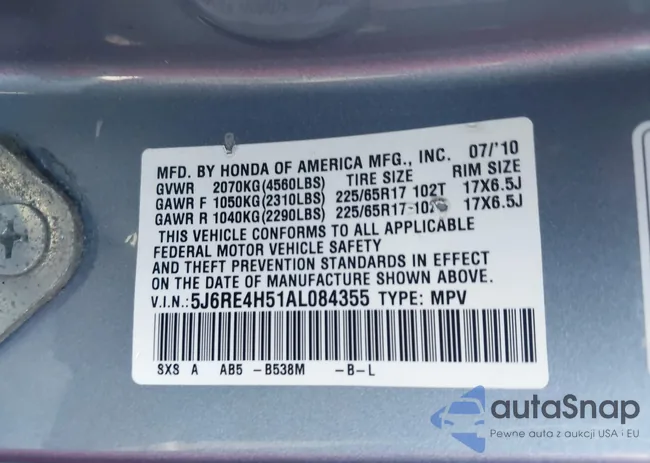 MFD. BY HONDA OF AMERICA MFG., INC. 07/'10
GVWR 2070KG(4560LBS) TIRE SIZE RIM SIZE
GAWR F 1050KG(2310LBS) 225/65R17 102T 17X6.5J
GAWR R 1040KG(2290LBS) 225/65R17 17X6.5J
THIS VEHICLE CONFORMS TO ALL APPLICABLE
FEDERAL MOTOR VEHICLE SAFETY
AND THEFT PREVENTION STANDARDS IN EFFECT
ON THE DATE OF MANUFACTURE SHOWN ABOVE.
V.I.N.: 5J6RE4H51AL084355 TYPE: MPV
SXS A AB5 -B538M -B-L
autaSnap
Pewne auta z aukcji USA i EU